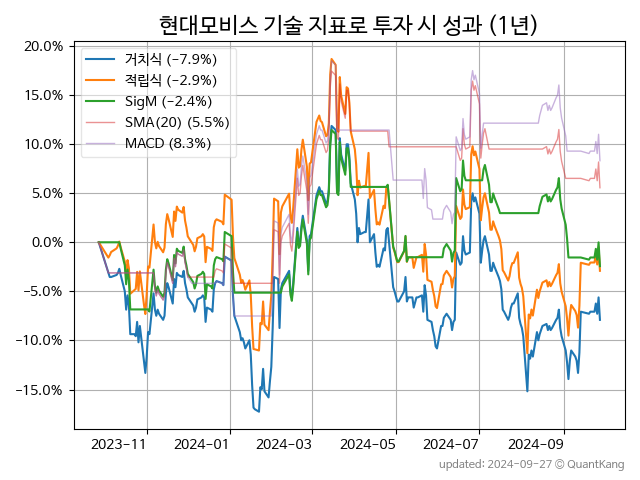 현대모비스 기술 지표로 투자 시 성과 (1년)
20.0%
15.0%
10.0%
5.0%
0.0%
−5.0%
−10.0%
−15.0%
거치식 (−7.9%)
적립식 (−2.9%)
SigM (−2.4%)
SMA(20) (5.5%)
MACD (8.3%)
2023-11 2024-01 2024-03 2024-05 2024-07 2024-09
updated: 2024-09-27 © QuantKang